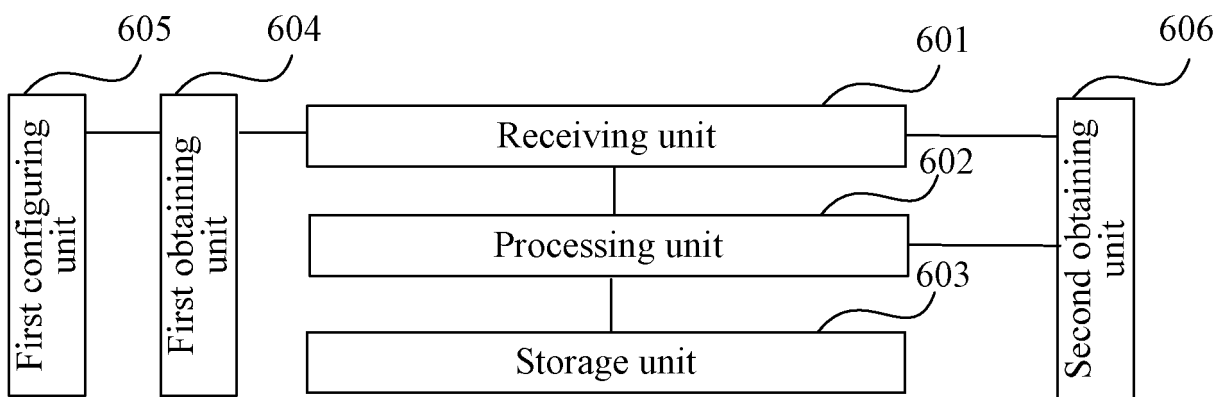 605
604
601
606
First configuring
unit
First obtaining
unit
Receiving unit
602
Processing unit
603
Storage unit
Second obtaining
unit